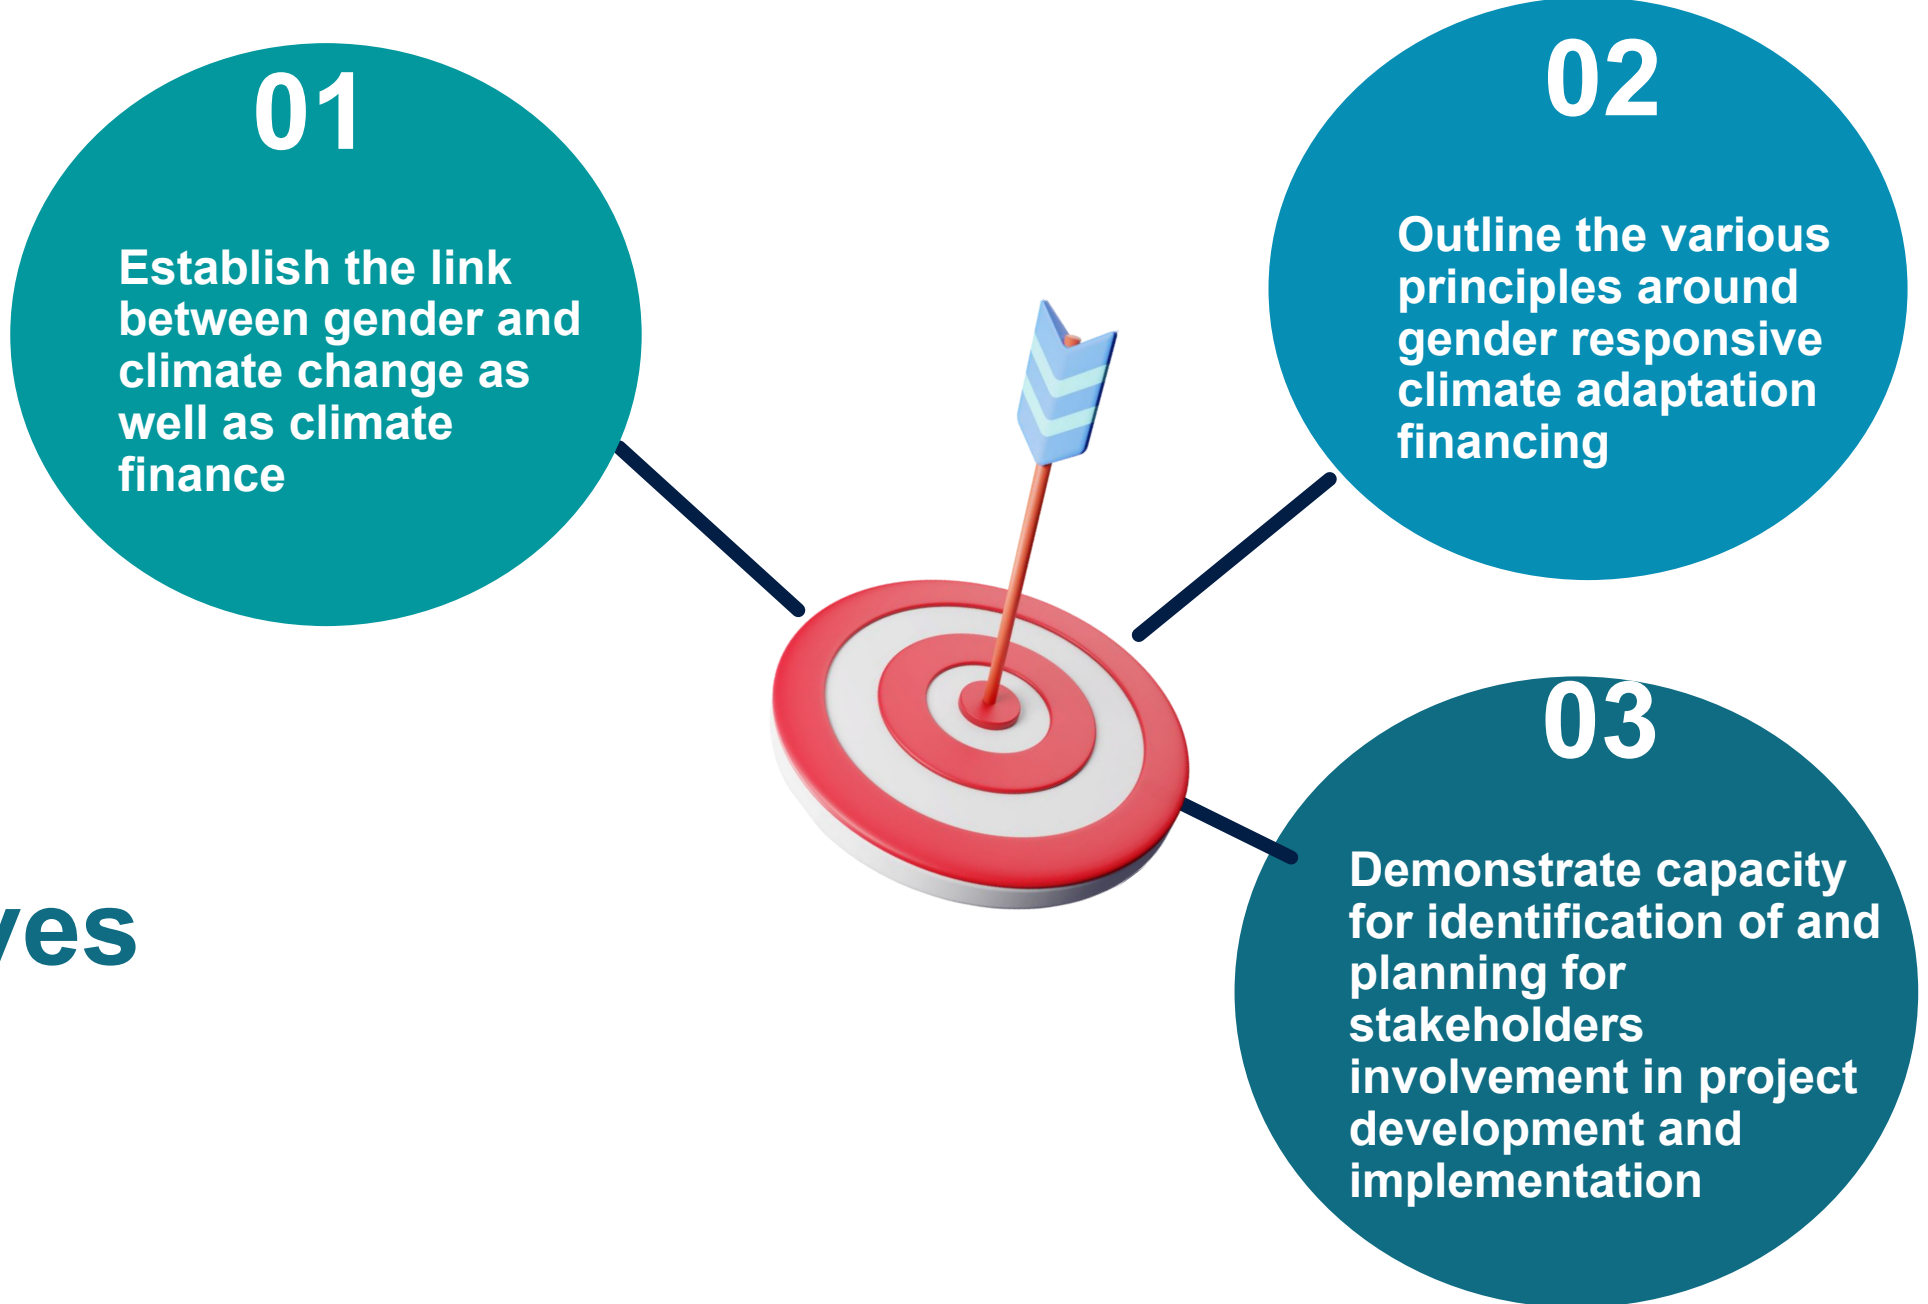 01
Establish the link
between gender and
climate change as
well as climate
finance
02
Outline the various
principles around
gender responsive
climate adaptation
financing
03
Demonstrate capacity
for identification of and
planning for
stakeholders
involvement in project
development and
implementation